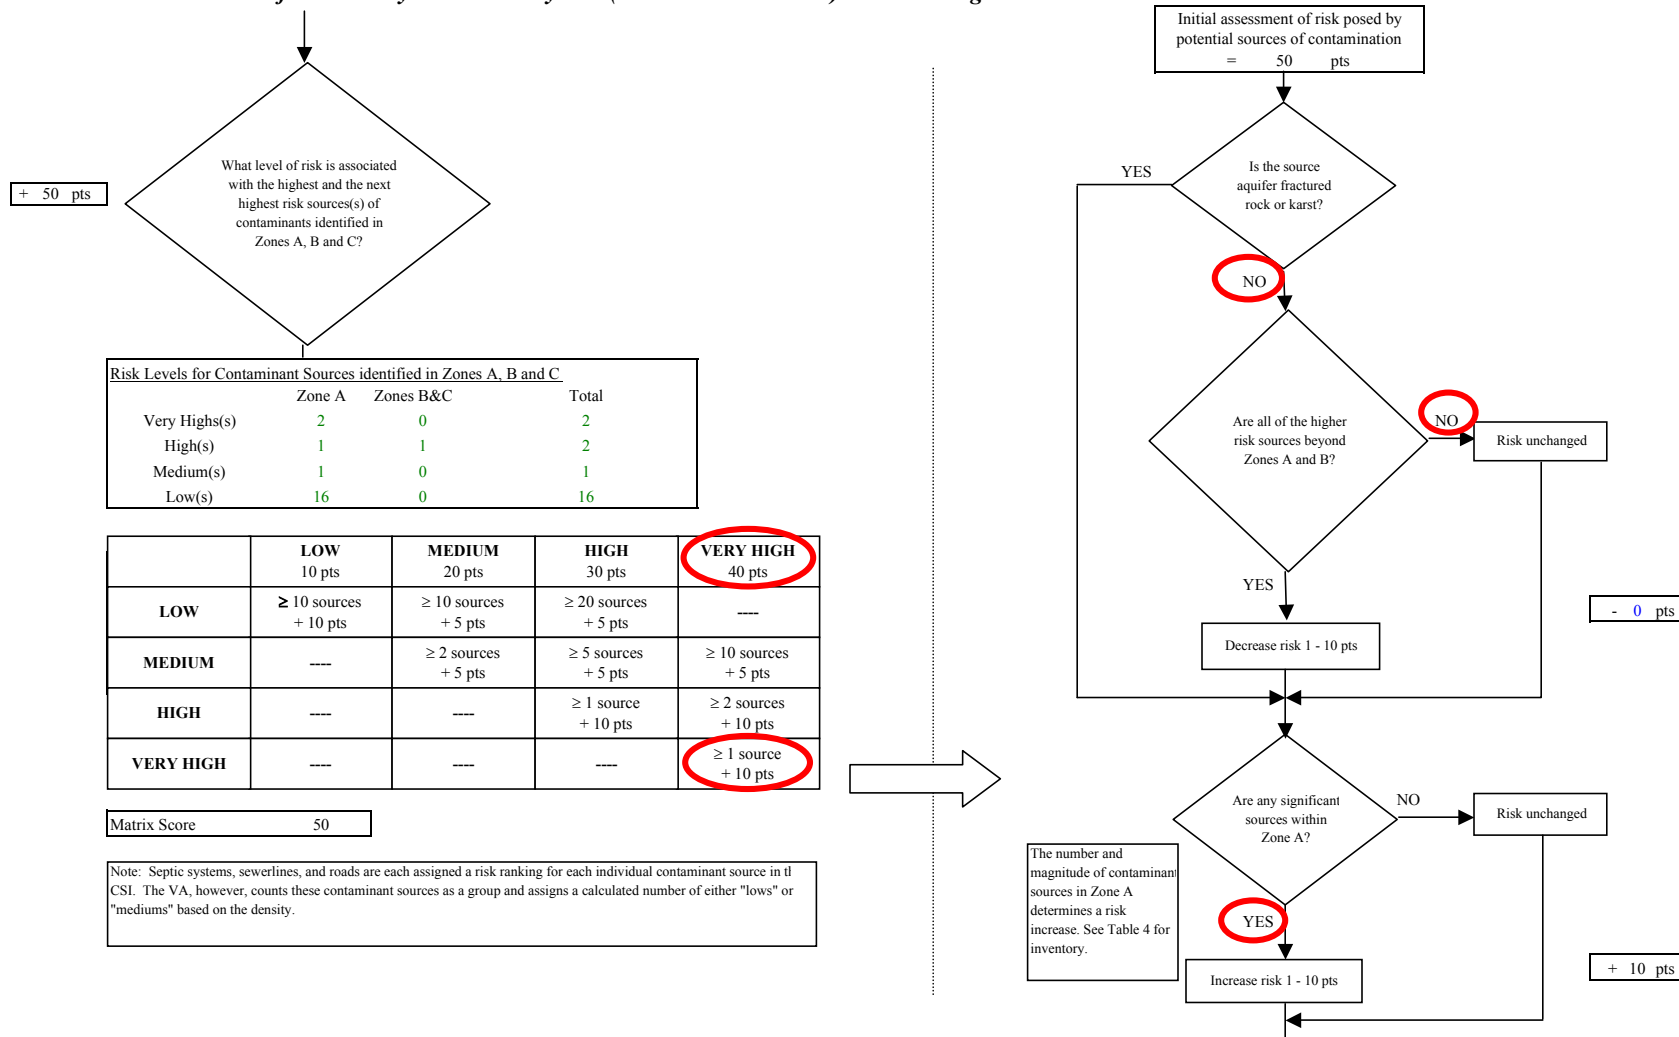 + 50 pts
What level of risk is associated
with the highest and the next
highest risk sources(s) of
contaminants identified in
Zones A, B and C?
Risk Levels for Contaminant Sources identified in Zones A, B and C
Zone A Zones B&C Total
Very Highs(s) 2 0 2
High(s) 1 1 2
Medium(s) 1 0 1
Low(s) 16 0 16
LOW MEDIUM HIGH VERY HIGH
10 pts 20 pts 30 pts 40 pts
LOW ≥ 10 sources ≥ 10 sources ≥ 20 sources ----
+ 10 pts + 5 pts + 5 pts
MEDIUM ---- ≥ 2 sources ≥ 5 sources ≥ 10 sources
+ 5 pts + 5 pts + 5 pts
HIGH ---- ---- ≥ 1 source ≥ 2 sources
+ 10 pts + 10 pts
VERY HIGH ---- ---- ---- ≥ 1 source
+ 10 pts
Matrix Score 50
Note: Septic systems, sewerlines, and roads are each assigned a risk ranking for each individual contaminant source in tl
CSI. The VA, however, counts these contaminant sources as a group and assigns a calculated number of either "lows" or
"mediums" based on the density.
Initial assessment of risk posed by
potential sources of contamination
= 50 pts
YES
Is the source
aquifer fractured
rock or karst?
NO
Are all of the higher
risk sources beyond
Zones A and B?
NO
Risk unchanged
YES
- 0 pts
Decrease risk 1 - 10 pts
Are any significant
sources within
Zone A?
NO
Risk unchanged
The number and
magnitude of contaminant
sources in Zone A
determines a risk
increase. See Table 4 for
inventory.
YES
+ 10 pts
Increase risk 1 - 10 pts